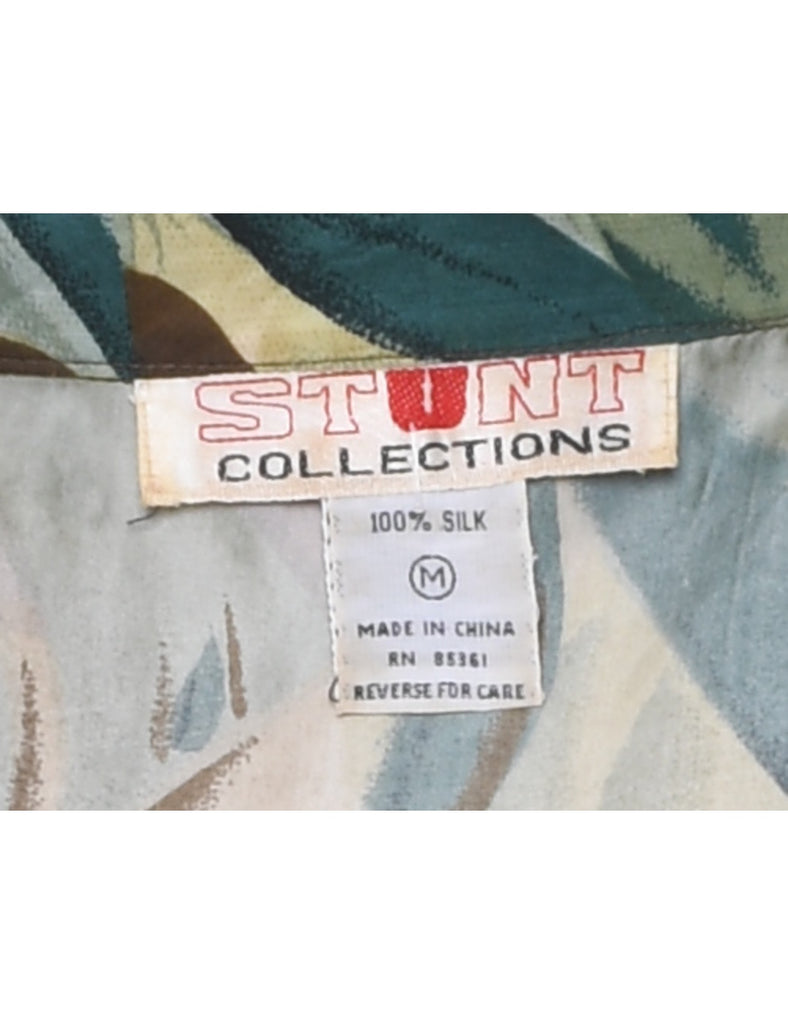 STUNT
COLLECTIONS
100% SILK
M
MADE IN CHINA
RN 85361
REVERSE FOR CARE